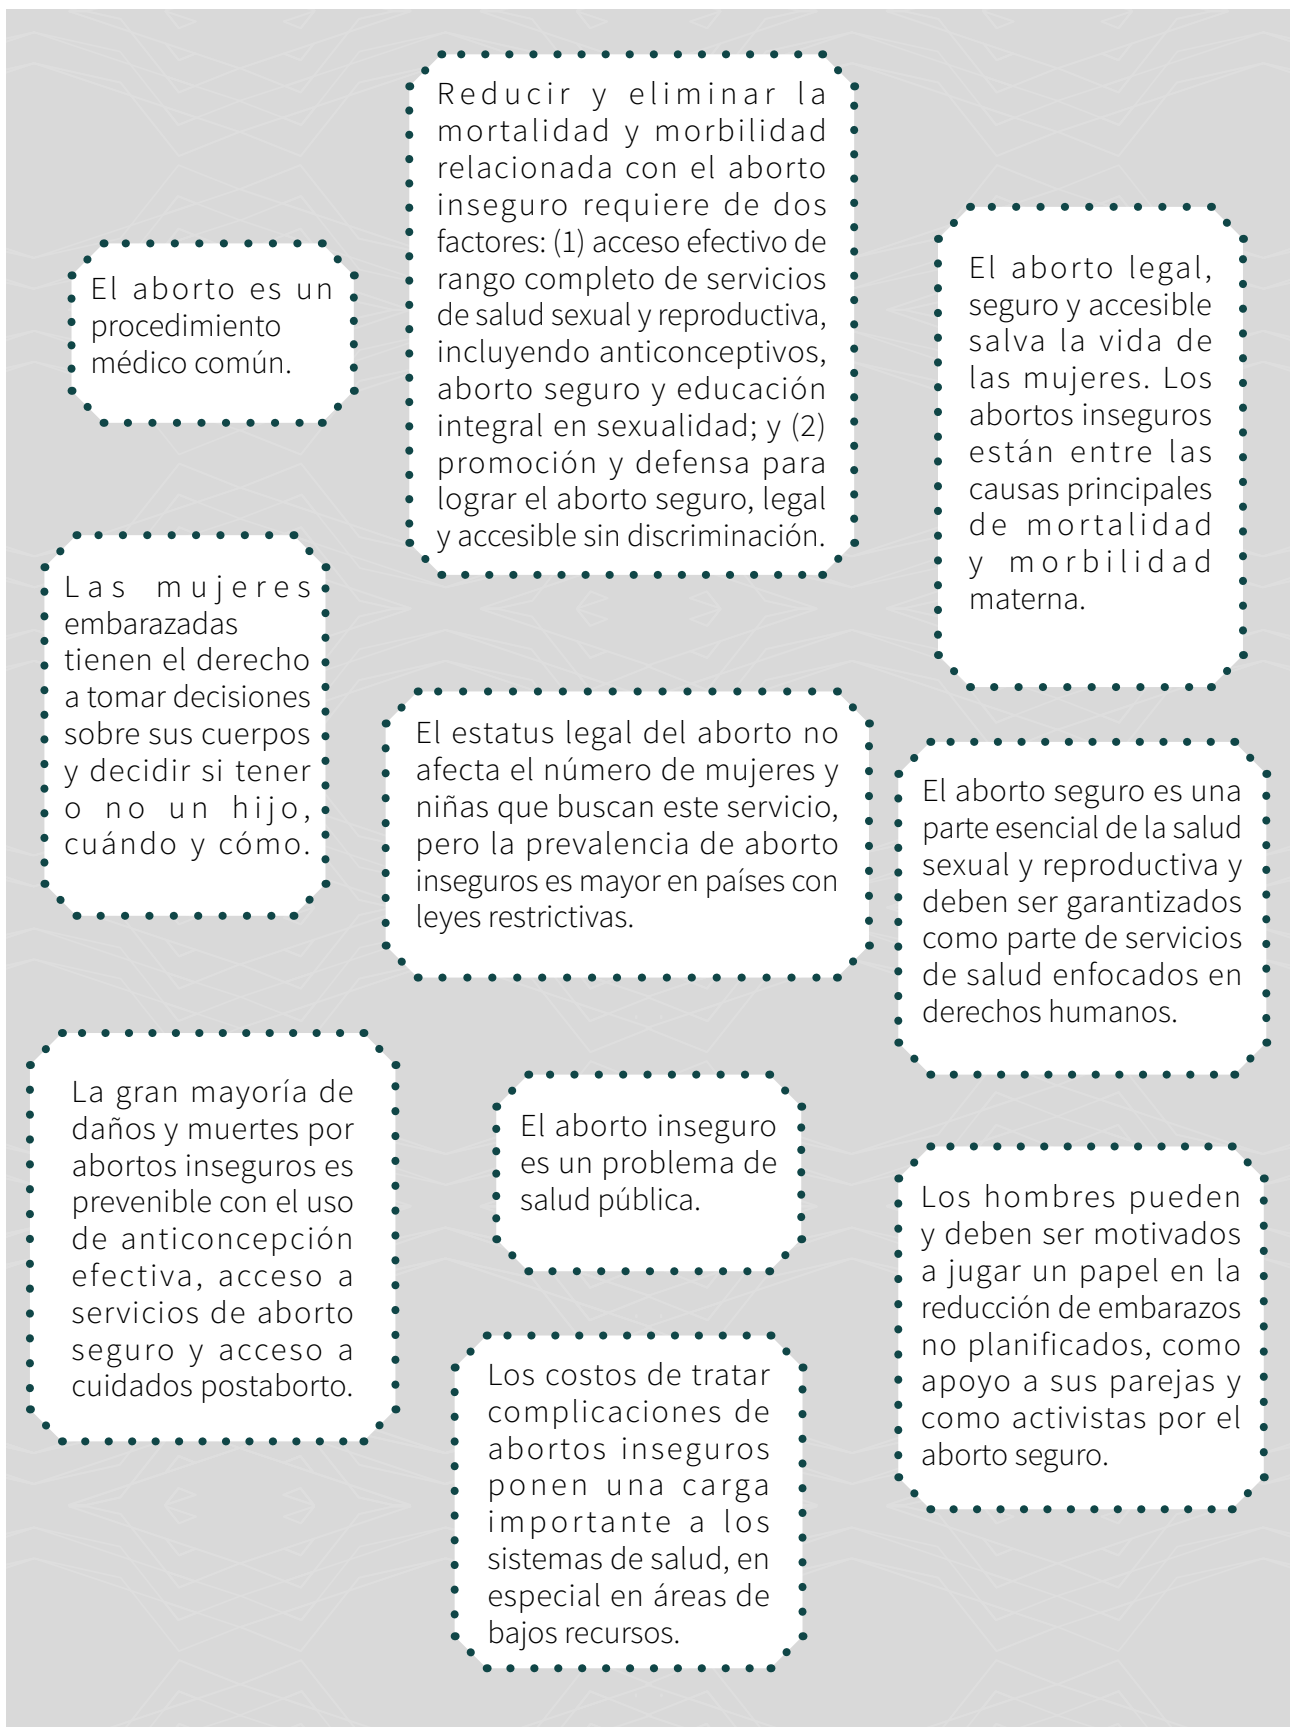 Reducir y eliminar la
mortalidad y morbilidad
relacionada con el aborto
inseguro requiere de dos
factores: (1) acceso efectivo de
rango completo de servicios
de salud sexual y reproductiva,
incluyendo anticonceptivos,
aborto seguro y educación
integral en sexualidad; y (2)
promoción y defensa para
lograr el aborto seguro, legal
y accesible sin discriminación.
El aborto es un
procedimiento
médico común.
El aborto legal,
seguro y accesible
salva la vida de
las mujeres. Los
abortos inseguros
están entre las
causas principales
de mortalidad
y morbilidad
materna.
Las mujeres
embarazadas
tienen el derecho
a tomar decisiones
sobre sus cuerpos
y decidir si tener
o no un hijo,
cuándo y cómo.
El estatus legal del aborto no
afecta el número de mujeres y
niñas que buscan este servicio,
pero la prevalencia de aborto
inseguros es mayor en países con
leyes restrictivas.
El aborto seguro es una
parte esencial de la salud
sexual y reproductiva y
deben ser garantizados
como parte de servicios
de salud enfocados en
derechos humanos.
La gran mayoría de
daños y muertes por
abortos inseguros es
prevenible con el uso
de anticoncepción
efectiva, acceso a
servicios de aborto
seguro y acceso a
cuidados postaborto.
El aborto inseguro
es un problema de
salud pública.
Los hombres pueden
y deben ser motivados
a jugar un papel en la
reducción de embarazos
no planificados, como
apoyo a sus parejas y
como activistas por el
aborto seguro.
Los costos de tratar
complicaciones de
abortos inseguros
ponen una carga
importante a los
sistemas de salud, en
especial en áreas de
bajos recursos.